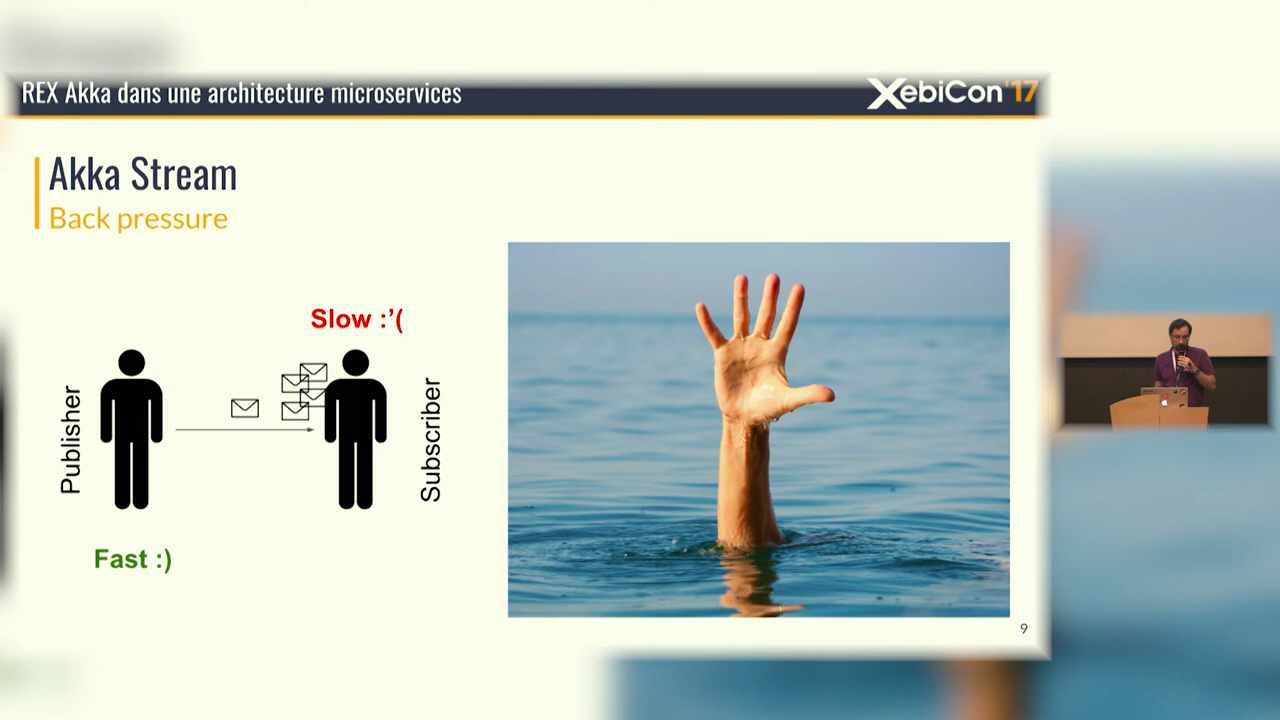 REX Akka dans une architecture microservices
XebiCon'17
Akka Stream
Back pressure
Slow :'(
Publisher
Subscriber
Fast :)
9